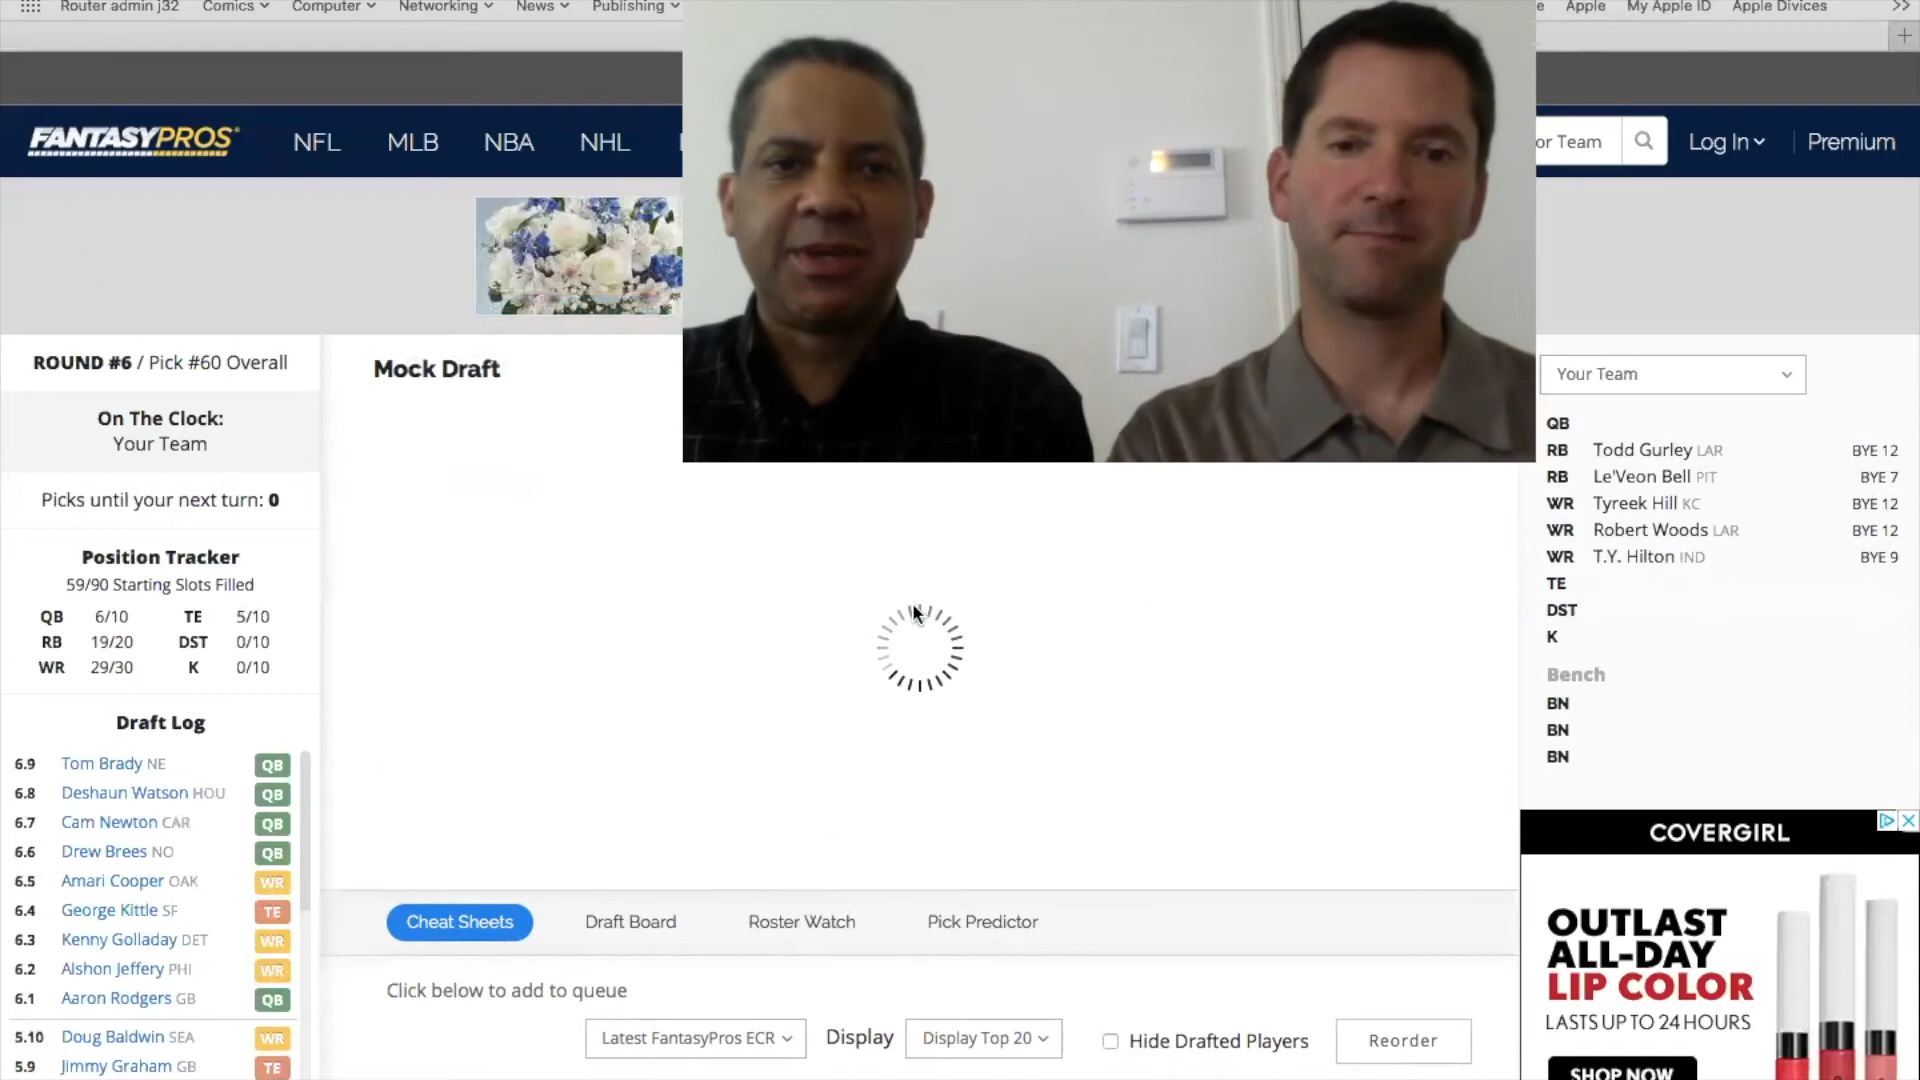 Router admin j32 Comics Computer Networking News Publishing Apple My Apple ID Apple Divices
FANTASYPROS NFL MLB NBA NHL or Team Log In Premium
ROUND #6 / Pick #60 Overall
On The Clock:
Your Team
Picks until your next turn: 0
Position Tracker
59/90 Starting Slots Filled
QB 6/10 TE 5/10
RB 19/20 DST 0/10
WR 29/30 K 0/10
Draft Log
6.9 Tom Brady NE QB
6.8 Deshaun Watson HOU QB
6.7 Cam Newton CAR QB
6.6 Drew Brees NO QB
6.5 Amari Cooper OAK WR
6.4 George Kittle SF TE
6.3 Kenny Golladay DET WR
6.2 Alshon Jeffery PHI WR
6.1 Aaron Rodgers GB QB
5.10 Doug Baldwin SEA WR
5.9 Jimmy Graham GB TE
Mock Draft
Cheat Sheets Draft Board Roster Watch Pick Predictor
Click below to add to queue
Latest FantasyPros ECR Display Display Top 20 Hide Drafted Players Reorder
Your Team
QB
RB Todd Gurley LAR BYE 12
RB Le'Veon Bell PIT BYE 7
WR Tyreek Hill KC BYE 12
WR Robert Woods LAR BYE 12
WR T.Y. Hilton IND BYE 9
TE
DST
K
Bench
BN
BN
BN
COVERGIRL
OUTLAST
ALL-DAY
LIP COLOR
LASTS UP TO 24 HOURS
SHOP NOW